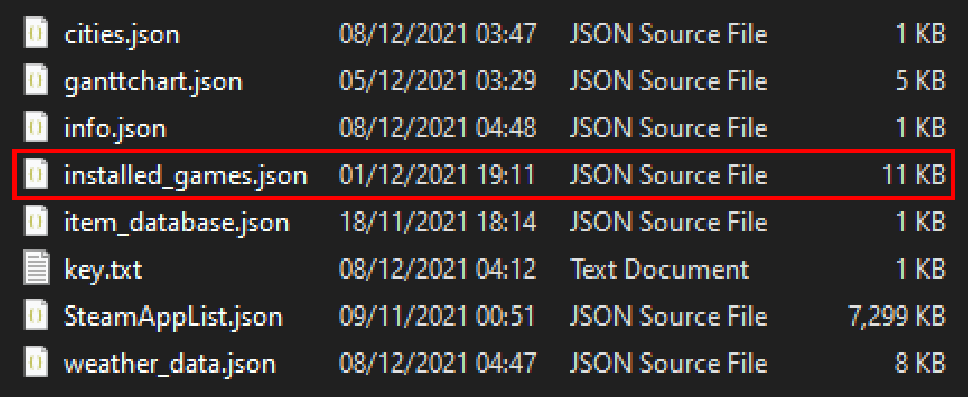 cities.json 08/12/2021 03:47 JSON Source File 1 KB
ganttchart.json 05/12/2021 03:29 JSON Source File 5 KB
info.json 08/12/2021 04:48 JSON Source File 1 KB
installed_games.json 01/12/2021 19:11 JSON Source File 11 KB
item_database.json 18/11/2021 18:14 JSON Source File 1 KB
key.txt 08/12/2021 04:12 Text Document 1 KB
SteamAppList.json 09/11/2021 00:51 JSON Source File 7,299 KB
weather_data.json 08/12/2021 04:47 JSON Source File 8 KB